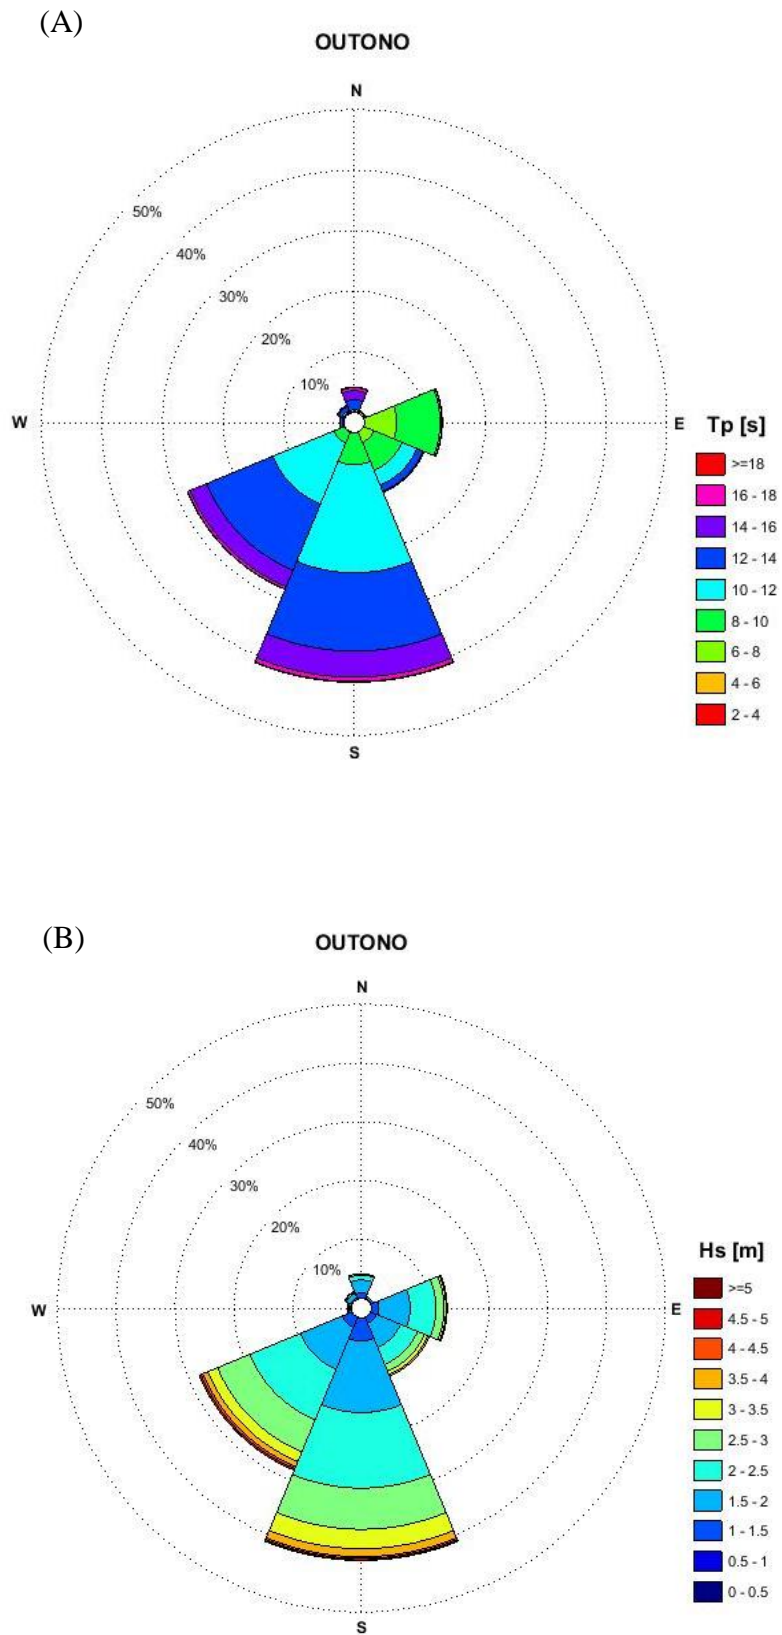 (A)
OUTONO
N
50%
40%
30%
20%
10%
W
E
S
Tp [s]
>=18
16 - 18
14 - 16
12 - 14
10 - 12
8 - 10
6 - 8
4 - 6
2 - 4
(B)
OUTONO
N
50%
40%
30%
20%
10%
W
E
S
Hs [m]
>=5
4.5 - 5
4 - 4.5
3.5 - 4
3 - 3.5
2.5 - 3
2 - 2.5
1.5 - 2
1 - 1.5
0.5 - 1
0 - 0.5